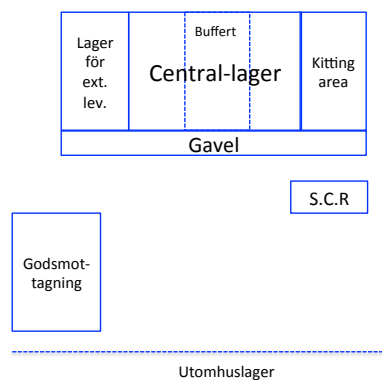 Buffert
Lager
för
ext.
lev.
Central-lager
Kitting
area
Gavel
S.C.R
Godsmot-
tagning
Utomhuslager